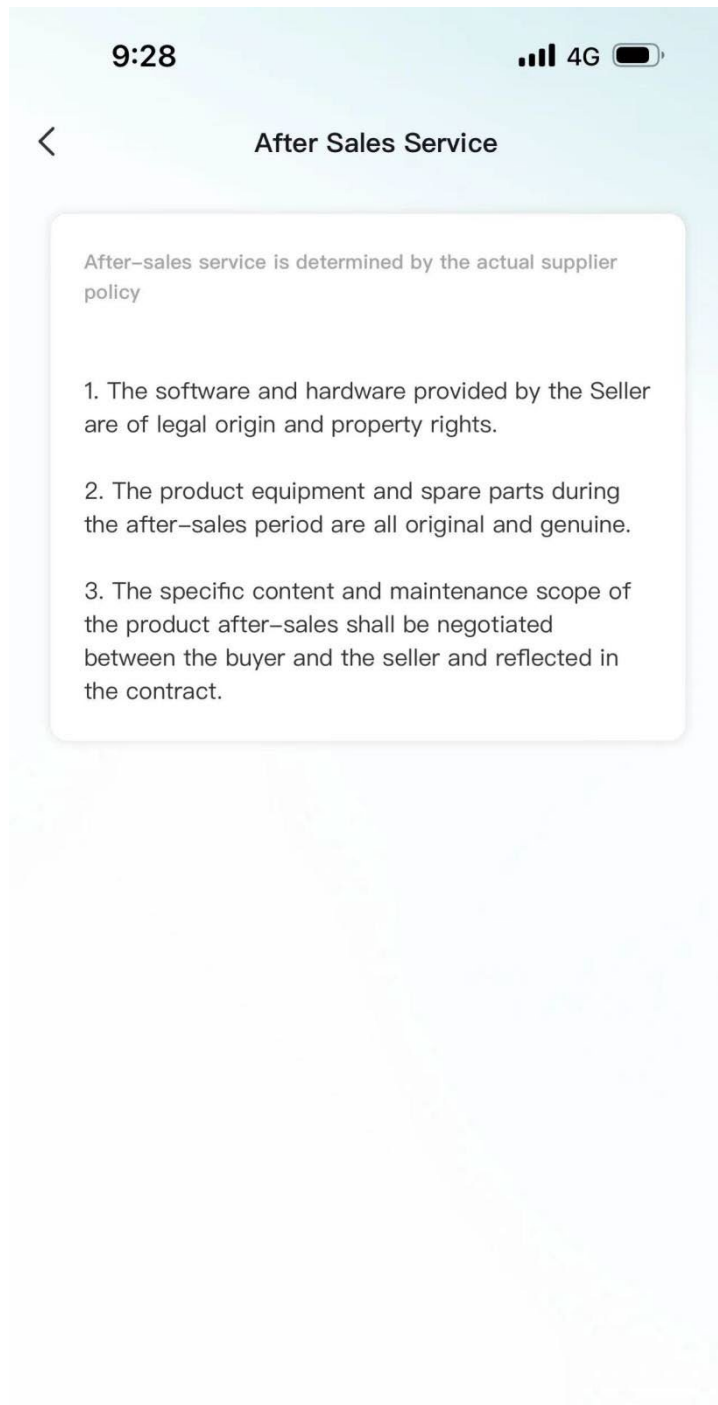 9:28
4G
After Sales Service
After-sales service is determined by the actual supplier
policy
1. The software and hardware provided by the Seller
are of legal origin and property rights.
2. The product equipment and spare parts during
the after-sales period are all original and genuine.
3. The specific content and maintenance scope of
the product after-sales shall be negotiated
between the buyer and the seller and reflected in
the contract.